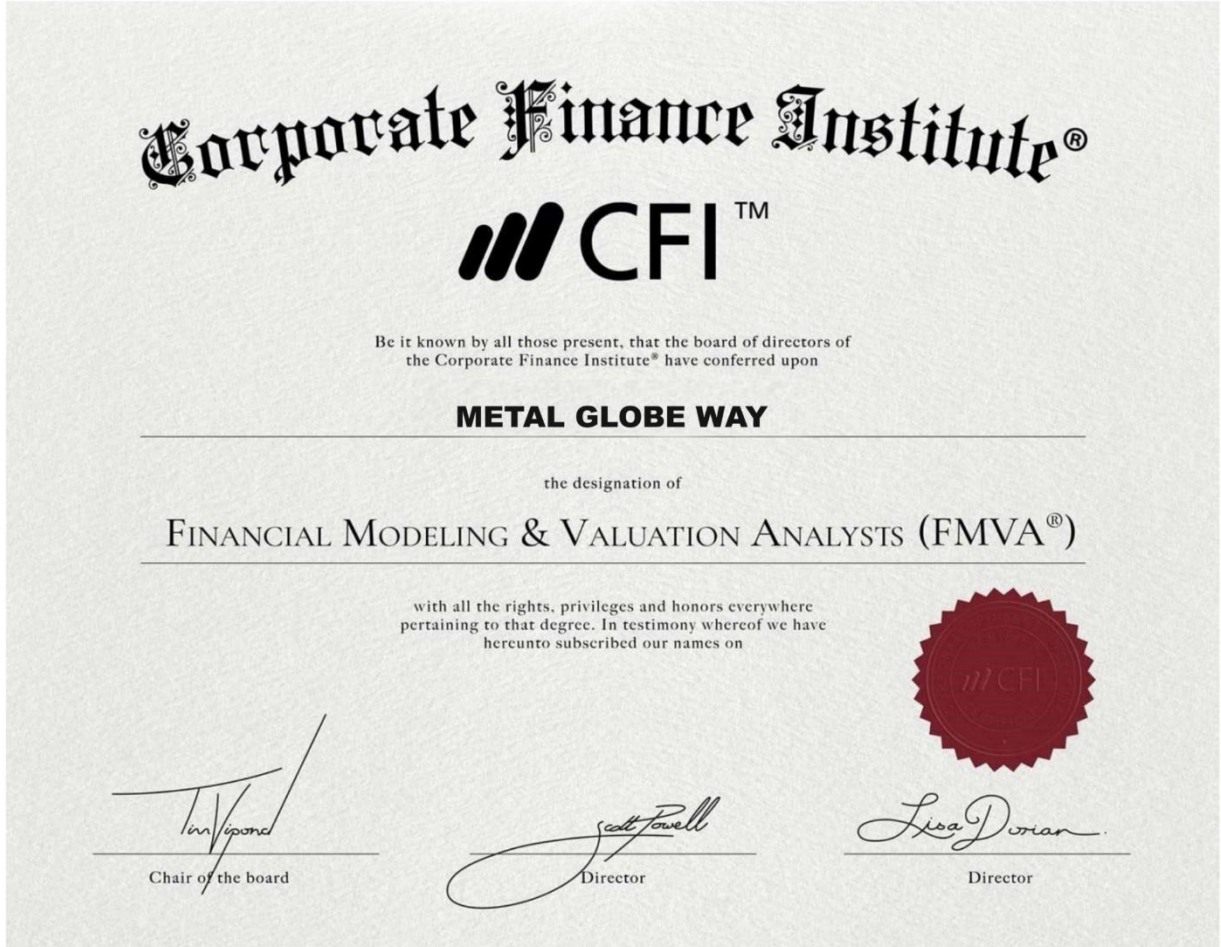 Corporate Finance Institute®
CFI™
Be it known by all those present, that the board of directors of
the Corporate Finance Institute® have conferred upon
METAL GLOBE WAY
the designation of
FINANCIAL MODELING & VALUATION ANALYSTS (FMVA®)
with all the rights, privileges and honors everywhere
pertaining to that degree. In testimony whereof we have
hereunto subscribed our names on
CFI
Tim Vipond
Scott Powell
Lisa Dorian
Chair of the board
Director
Director